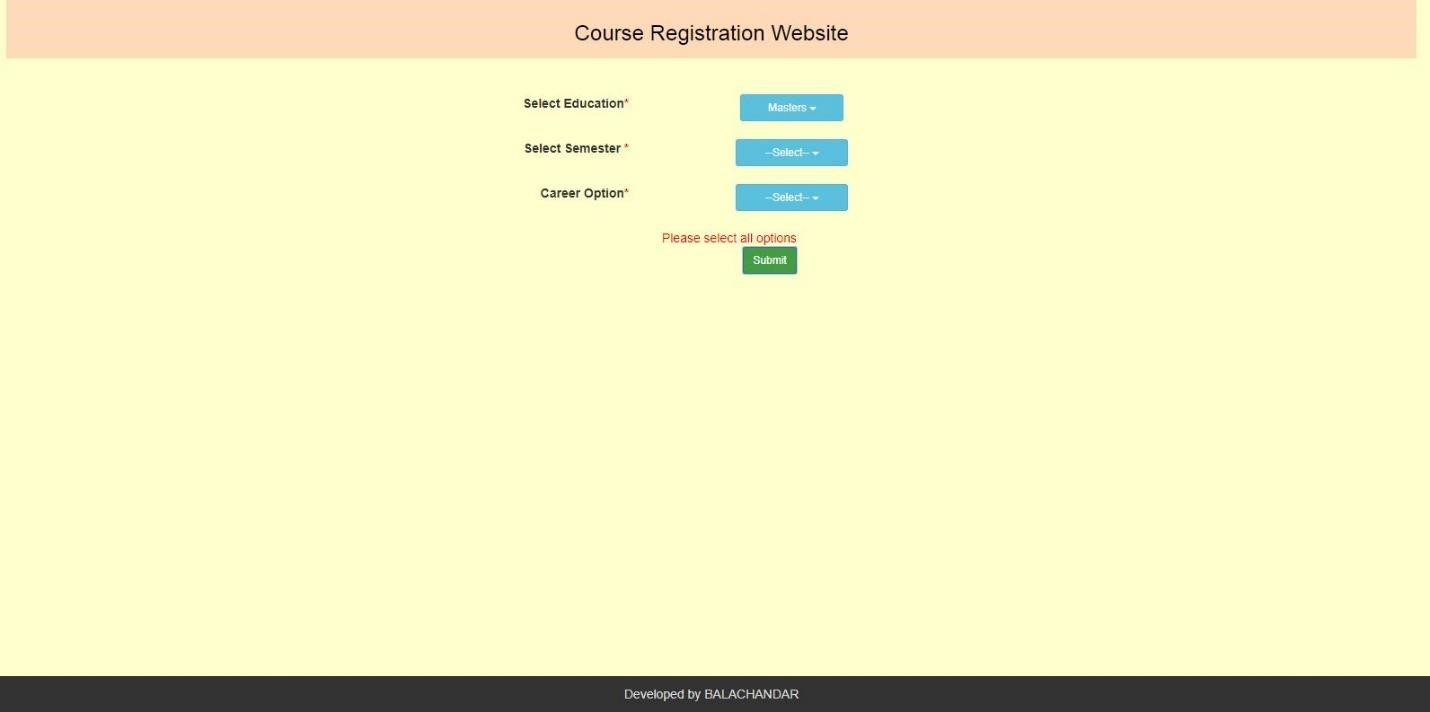 Course Registration Website
Select Education* Masters
Select Semester * --Select--
Career Option* --Select--
Please select all options
Submit
Developed by BALACHANDAR